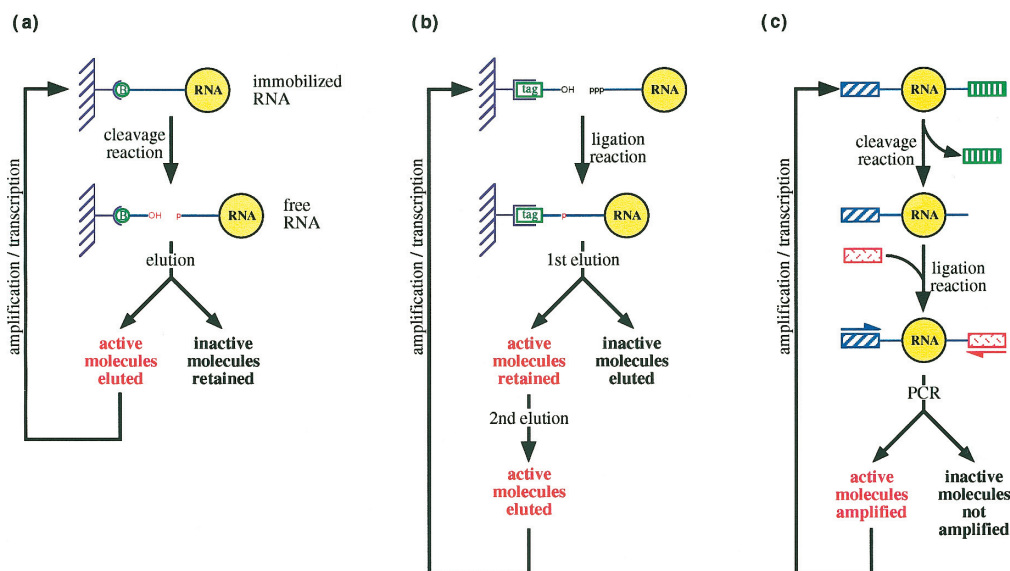 (a)
amplification / transcription
B
RNA
immobilized
RNA
cleavage
reaction
B
OH
P
RNA
free
RNA
elution
active
molecules
eluted
inactive
molecules
retained
(b)
amplification / transcription
tag
OH
PPP
RNA
ligation
reaction
tag
P
RNA
1st elution
active
molecules
retained
inactive
molecules
eluted
2nd elution
active
molecules
eluted
(c)
amplification / transcription
RNA
cleavage
reaction
RNA
ligation
reaction
RNA
PCR
active
molecules
amplified
inactive
molecules
not
amplified